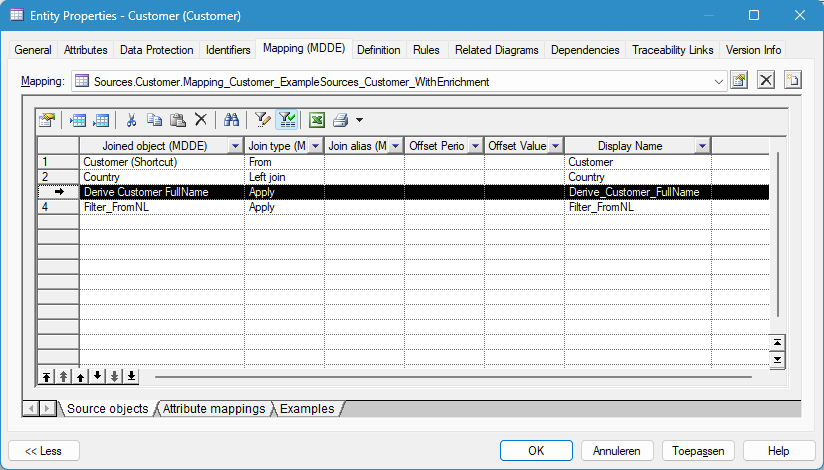 Entity Properties - Customer (Customer)
General Attributes Data Protection Identifiers Mapping (MDDE) Definition Rules Related Diagrams Dependencies Traceability Links Version Info
Mapping: Sources.Customer.Mapping_Customer_ExampleSources_Customer_WithEnrichment
Joined object (MDDE) Join type (M Join alias (M Offset Perio Offset Value Display Name
1 Customer (Shortcut) From Customer
2 Country Left join Country
Derive Customer FullName Apply Derive_Customer_FullName
4 Filter_FromNL Apply Filter_FromNL
Source objects Attribute mappings Examples
<< Less OK Annuleren Toepassen Help